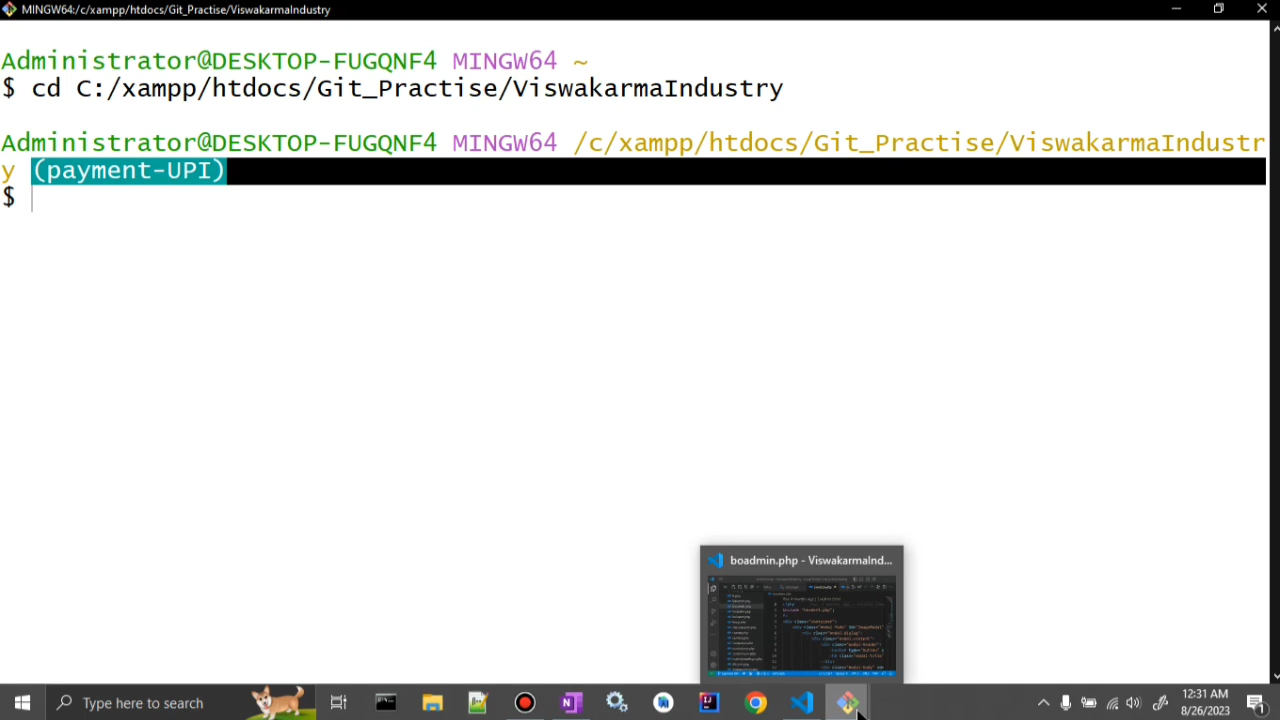 MINGW64:/c/xampp/htdocs/Git_Practise/ViswakarmaIndustry
Administrator@DESKTOP-FUGQNF4 MINGW64 ~
$ cd C:/xampp/htdocs/Git_Practise/ViswakarmaIndustry
Administrator@DESKTOP-FUGQNF4 MINGW64 /c/xampp/htdocs/Git_Practise/ViswakarmaIndustr
y (payment-UPI)
$
boadmin.php - ViswakarmaInd...
Type here to search
12:31 AM
8/26/2023